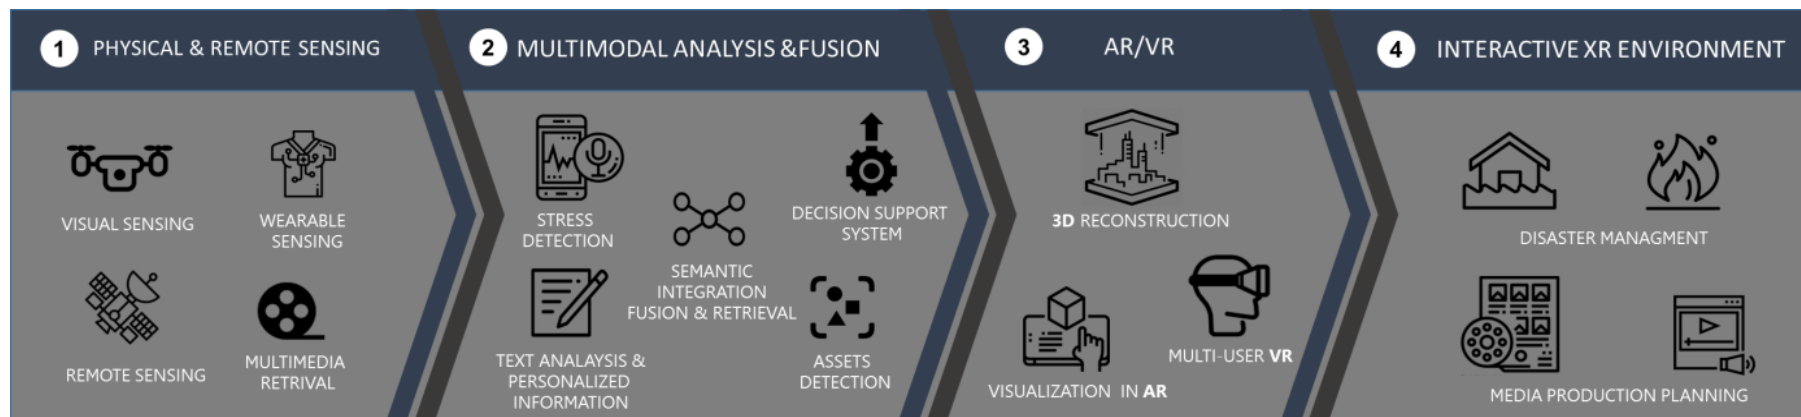 1 PHYSICAL & REMOTE SENSING
VISUAL SENSING
WEARABLE
SENSING
REMOTE SENSING
MULTIMEDIA
RETRIVAL
2 MULTIMODAL ANALYSIS &FUSION
STRESS
DETECTION
DECISION SUPPORT
SYSTEM
SEMANTIC
INTEGRATION
FUSION & RETRIEVAL
TEXT ANALAYSIS &
PERSONALIZED
INFORMATION
ASSETS
DETECTION
3 AR/VR
3D RECONSTRUCTION
MULTI-USER VR
VISUALIZATION IN AR
4 INTERACTIVE XR ENVIRONMENT
DISASTER MANAGMENT
MEDIA PRODUCTION PLANNING